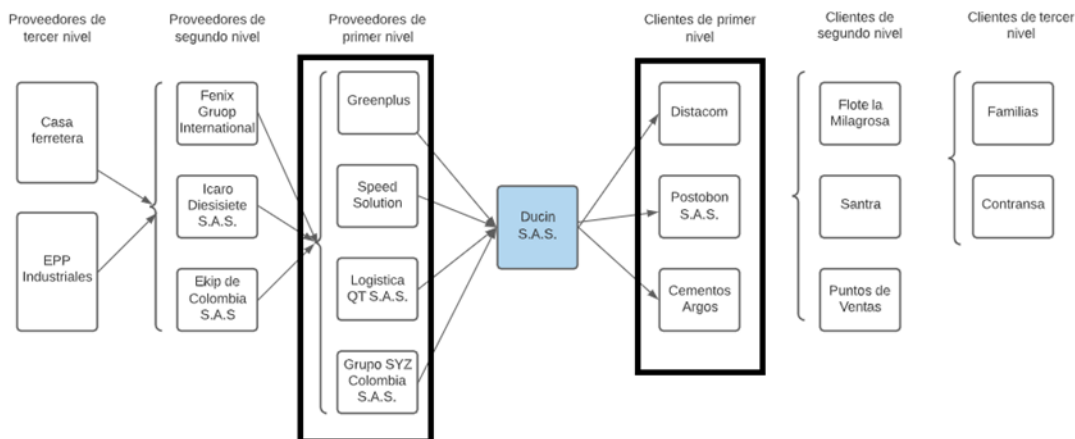 Proveedores de
tercer nivel
Proveedores de
segundo nivel
Proveedores de
primer nivel
Clientes de primer
nivel
Clientes de
segundo nivel
Clientes de tercer
nivel
Casa
ferretera
EPP
Industriales
Fenix
Gruop
International
Icaro
Diesisiete
S.A.S.
Ekip de
Colombia
S.A.S
Greenplus
Speed
Solution
Logistica
QT S.A.S.
Grupo SYZ
Colombia
S.A.S.
Ducin
S.A.S.
Distacom
Postobon
S.A.S.
Cementos
Argos
Flote la
Milagrosa
Santra
Puntos de
Ventas
Familias
Contransa